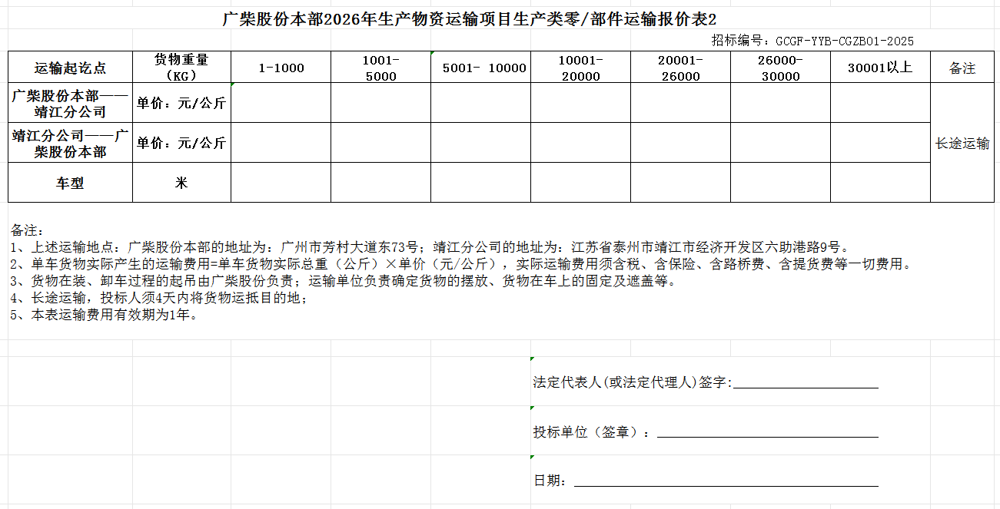 广柴股份本部2026年生产物资运输项目生产类零/部件运输报价表2
招标编号：GCGF-YYB-CGZB01-2025
运输起讫点 货物重量（KG） 1-1000 1001-5000 5001- 10000 10001-20000 20001-26000 26000-30000 30001以上 备注
广柴股份本部——靖江分公司 单价：元/公斤
靖江分公司——广柴股份本部 单价：元/公斤
长途运输
车型 米
备注：
1、上述运输地点：广柴股份本部的地址为：广州市芳村大道东73号；靖江分公司的地址为：江苏省泰州市靖江市经济开发区六助港路9号。
2、单车货物实际产生的运输费用=单车货物实际总重（公斤）×单价（元/公斤），实际运输费用须含税、含保险、含路桥费、含提货费等一切费用。
3、货物在装、卸车过程的起吊由广柴股份负责；运输单位负责确定货物的摆放、货物在车上的固定及遮盖等。
4、长途运输，投标人须4天内将货物运抵目的地；
5、本表运输费用有效期为1年。
法定代表人(或法定代理人)签字:
投标单位（签章）：
日期：